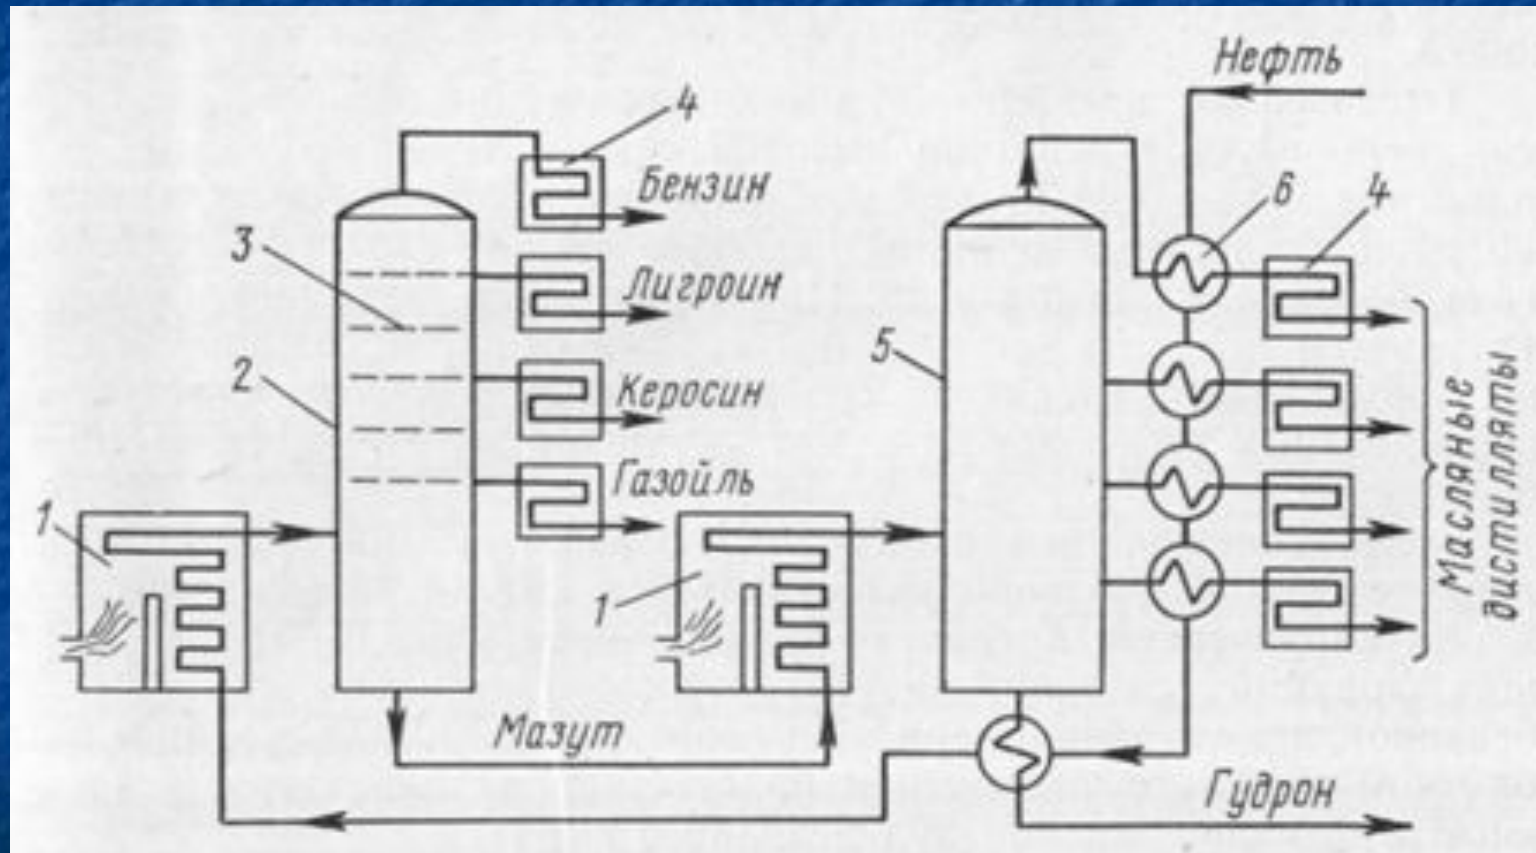 Нефть
4
Бензин
6
4
3
Лигроин
5
2
Керосин
Газойль
1
1
Масляные
дистилляты
Мазут
Гудрон